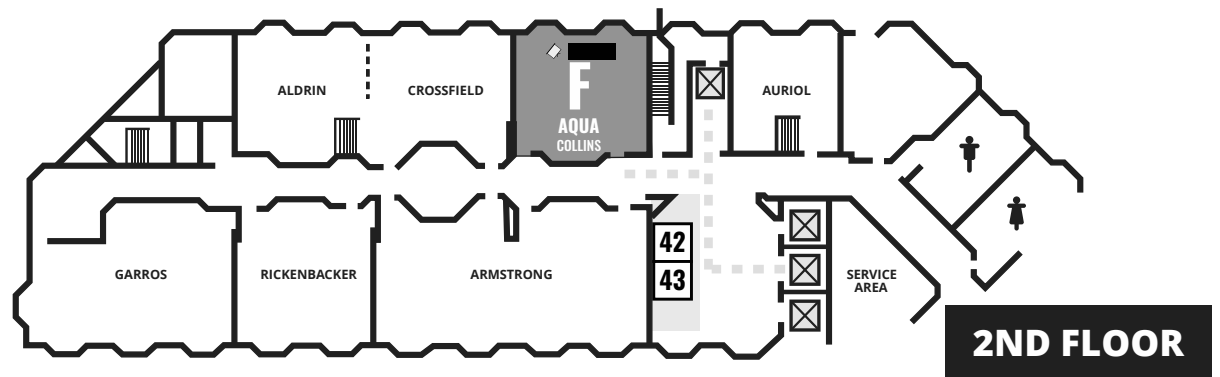 ALDRIN
CROSSFIELD
F
AQUA
COLLINS
AURIOL
42
43
GARROS
RICKENBACKER
ARMSTRONG
SERVICE
AREA
2ND FLOOR